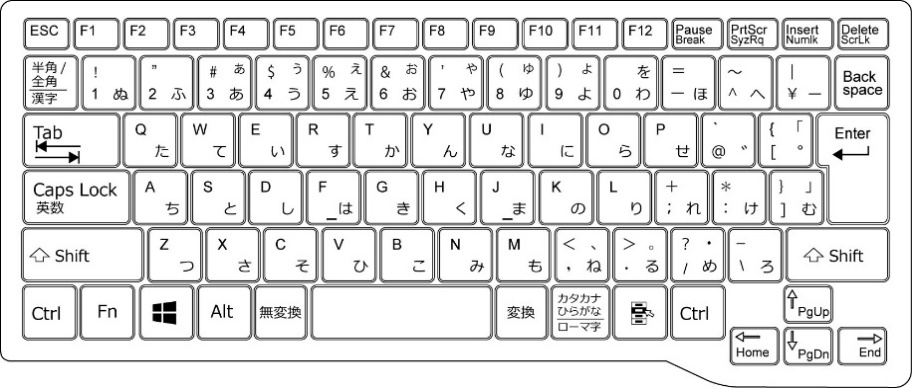 ESC F1 F2 F3 F4 F5 F6 F7 F8 F9 F10 F11 F12 Pause Break PrtScr SyzRq Insert Numlk Delete ScrLk
半角/ ! ” # ぁ $ ぅ % ぇ & ぉ ’ ゃ ( ゅ ) ょ を = ～ |
全角 Back
漢字 1 ぬ 2 ふ 3 あ 4 う 5 え 6 お 7 や 8 ゆ 9 よ 0 わ ー ほ ^ へ ¥ ー space
Tab Q W E R T Y U I O P ` { 「 Enter
た て い す か ん な に ら せ @ ゛ [ ゜
Caps Lock A S D F G H J K L + * } 」
英数 ち と し _は き く _ま の り ; れ : け ] む
Shift Z X C V B N M < 、 > 。 ? ・ _ Shift
つ さ そ ひ こ み も , ね . る / め \ ろ
Ctrl Fn Alt 無変換 変換 カタカナ Ctrl PgUp
ひらがな
ローマ字
Home PgDn End